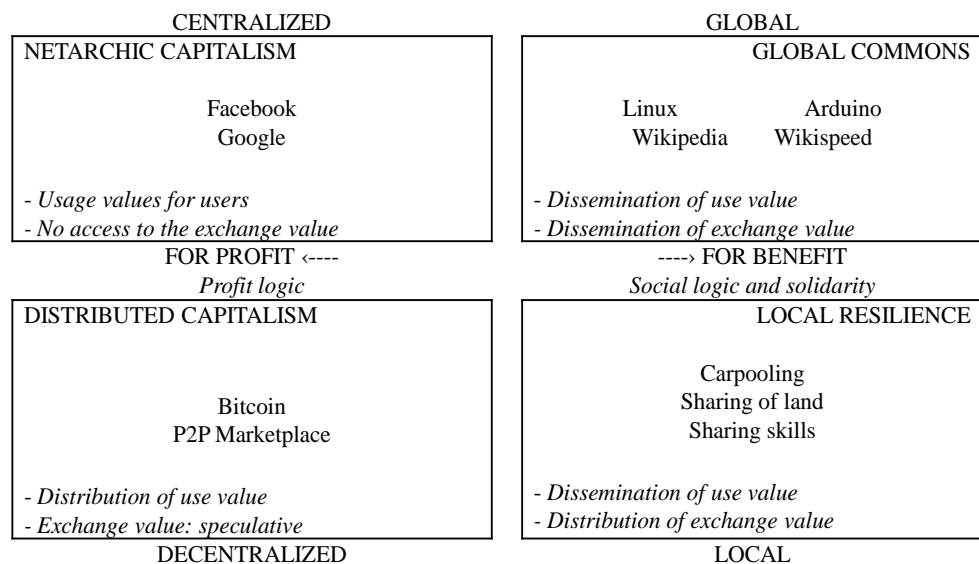 CENTRALIZED GLOBAL
NETARCHIC CAPITALISM GLOBAL COMMONS
Facebook Linux Arduino
Google Wikipedia Wikispeed
- Usage values for users - Dissemination of use value
- No access to the exchange value - Dissemination of exchange value
FOR PROFIT ‹---- ----› FOR BENEFIT
Profit logic Social logic and solidarity
DISTRIBUTED CAPITALISM LOCAL RESILIENCE
Carpooling
Bitcoin Sharing of land
P2P Marketplace Sharing skills
- Distribution of use value - Dissemination of use value
- Exchange value: speculative - Distribution of exchange value
DECENTRALIZED LOCAL